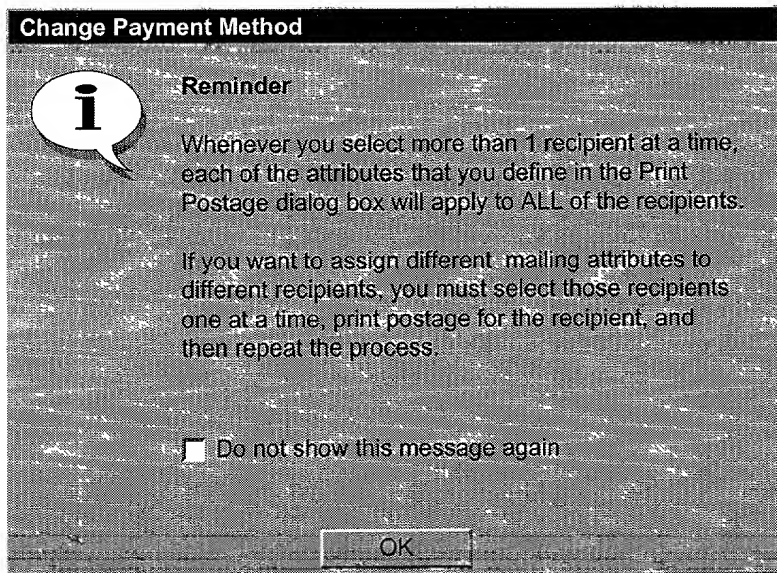 Change Payment Method
i
Reminder
Whenever you select more than 1 recipient at a time,
each of the attributes that you define in the Print
Postage dialog box will apply to ALL of the recipients.
If you want to assign different mailing attributes to
different recipients, you must select those recipients
one at a time, print postage for the recipient, and
then repeat the process.
Do not show this message again
OK